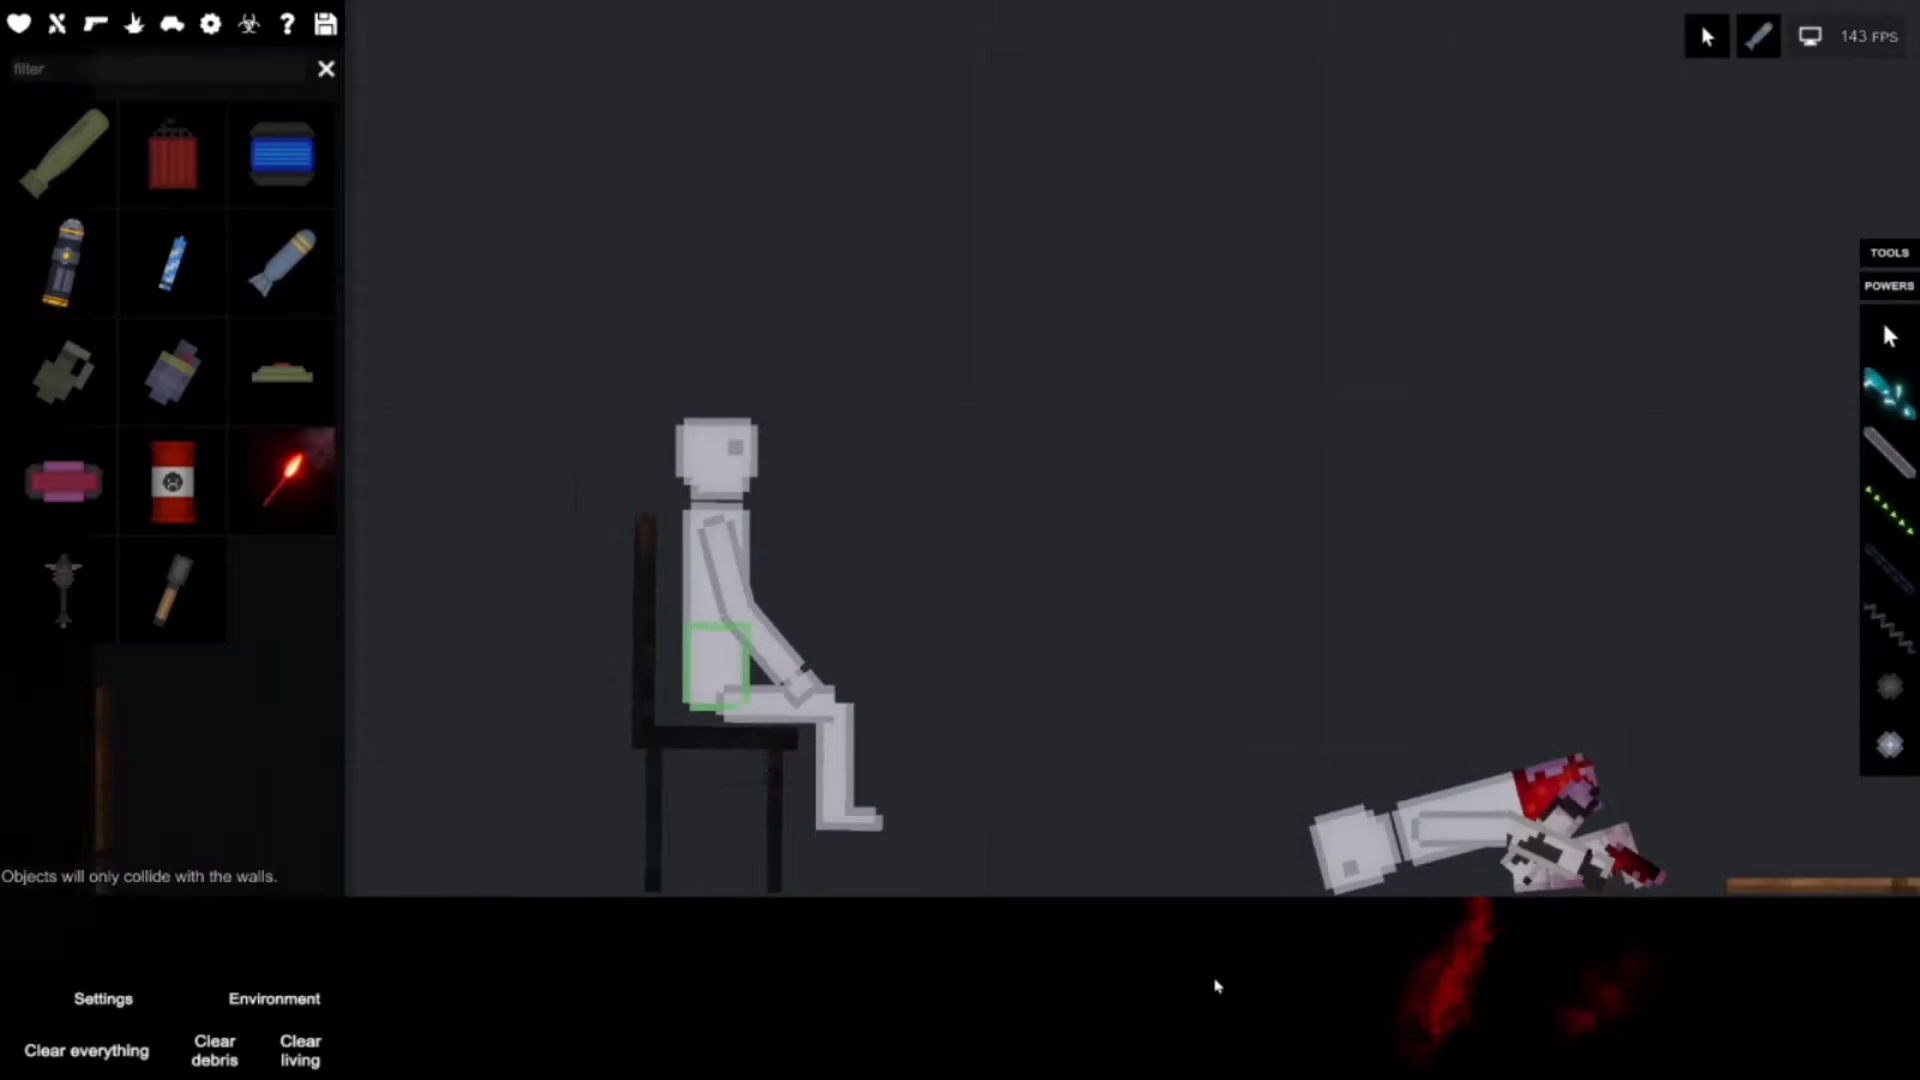 filter
143 FPS
TOOLS
POWERS
Objects will only collide with the walls.
Settings
Environment
Clear everything
Clear
debris
Clear
living